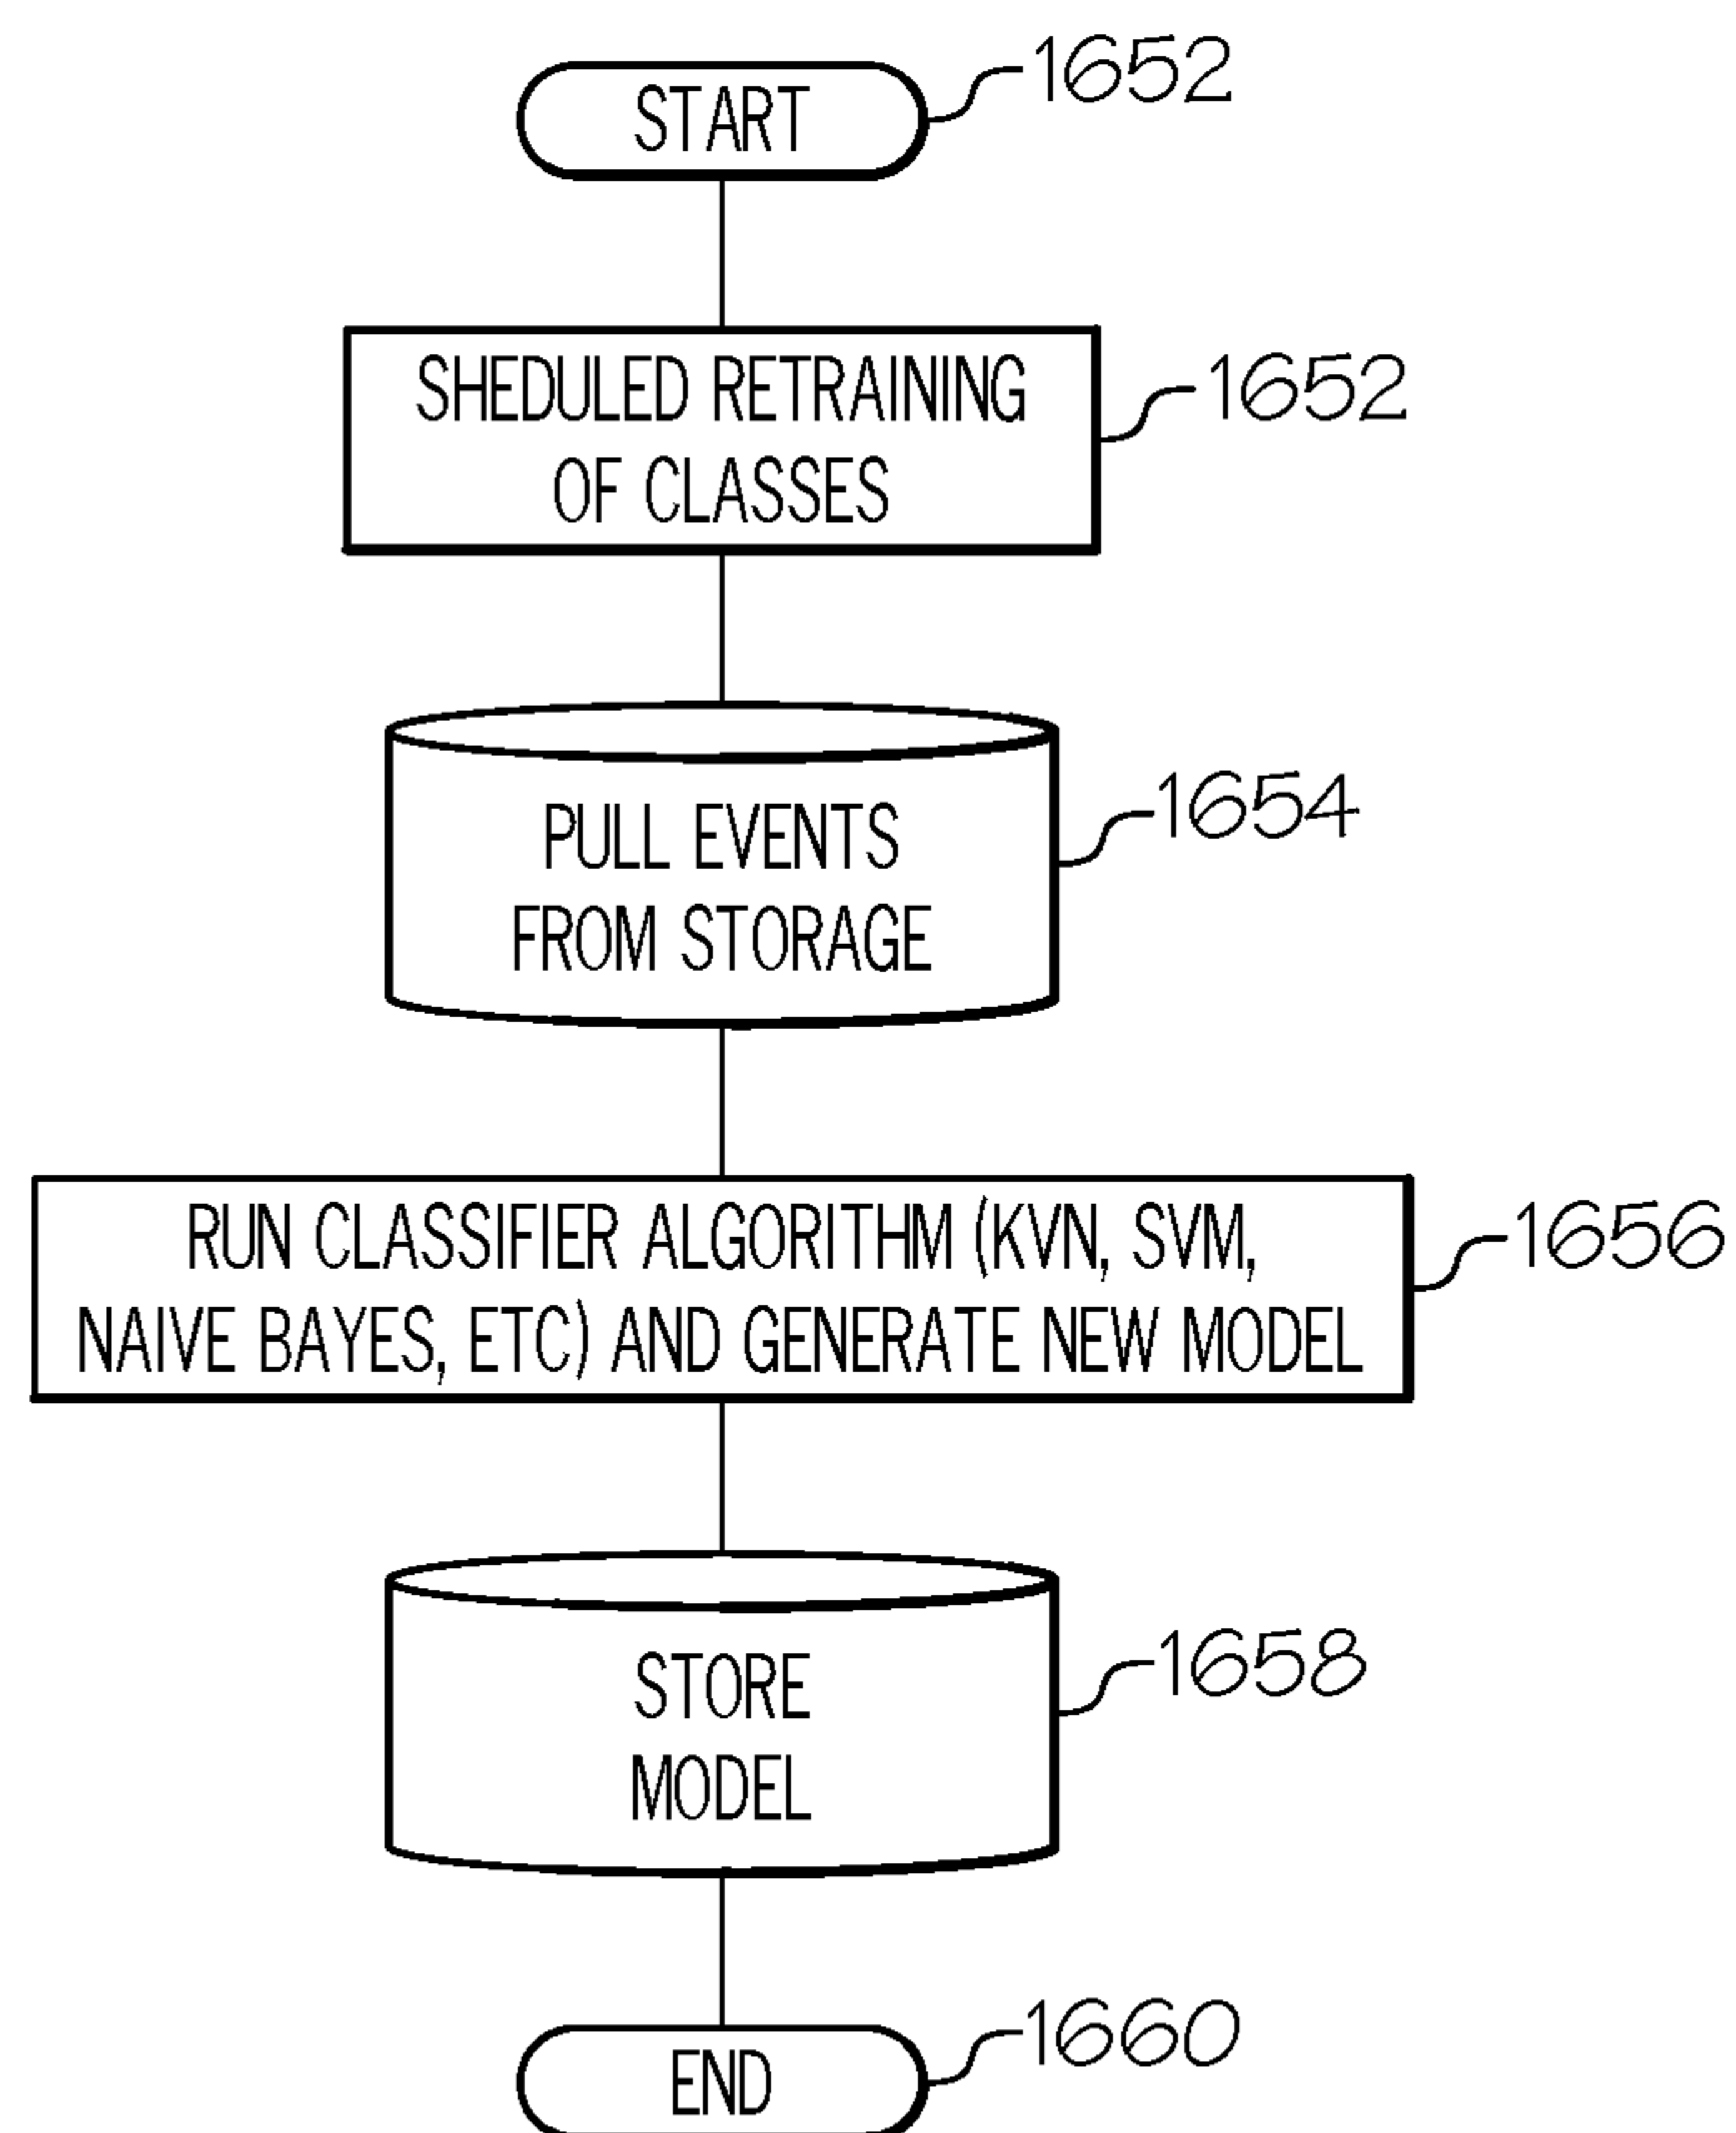 START
1652
SHEDULED RETRAINING
OF CLASSES
1652
PULL EVENTS
FROM STORAGE
1654
RUN CLASSIFIER ALGORITHM (KVN, SVM,
NAIVE BAYES, ETC) AND GENERATE NEW MODEL
1656
STORE
MODEL
1658
END
1660